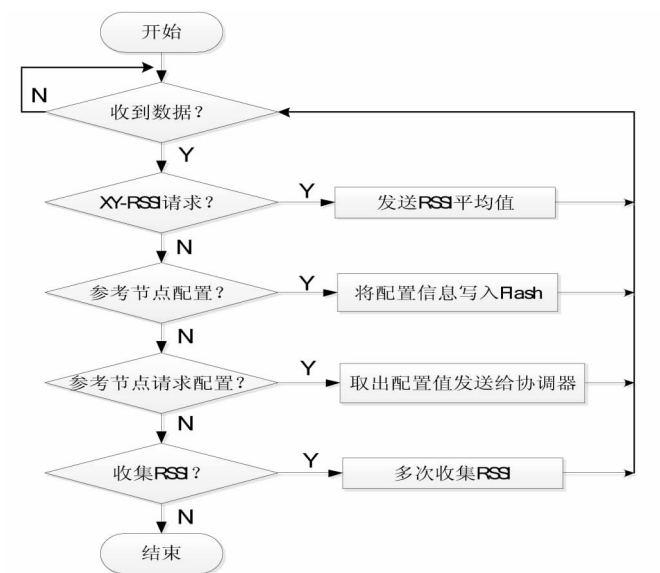 开始
N
收到数据？
Y
XY-RSSI请求？
Y
发送RSSI平均值
N
参考节点配置？
Y
将配置信息写入Flash
N
参考节点请求配置？
Y
取出配置值发送给协调器
N
收集RSSI？
Y
多次收集RSSI
N
结束